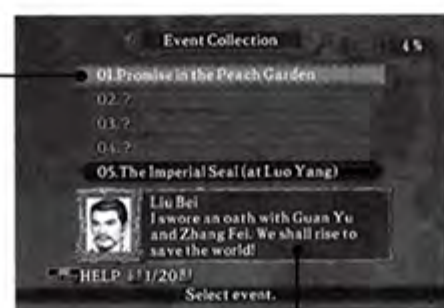 Event Collection
4%
01.Promise in the Peach Garden
02.?
03.?
04.?
05.The Imperial Seal (at Luo Yang)
Liu Bei
I swore an oath with Guan Yu
and Zhang Fei. We shall rise to
save the world!
HELP 1/20
Select event.